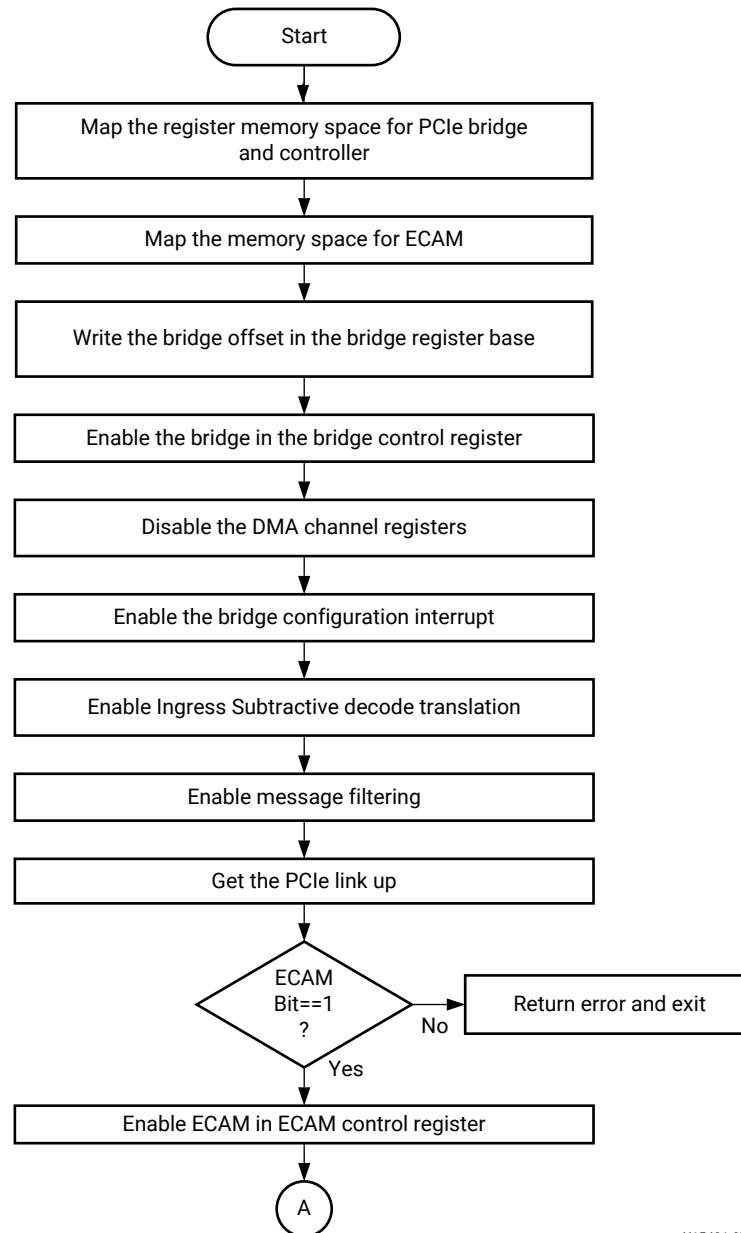 Start
Map the register memory space for PCIe bridge
and controller
Map the memory space for ECAM
Write the bridge offset in the bridge register base
Enable the bridge in the bridge control register
Disable the DMA channel registers
Enable the bridge configuration interrupt
Enable Ingress Subtractive decode translation
Enable message filtering
Get the PCIe link up
ECAM
Bit==1
?
No
Return error and exit
Yes
Enable ECAM in ECAM control register
A